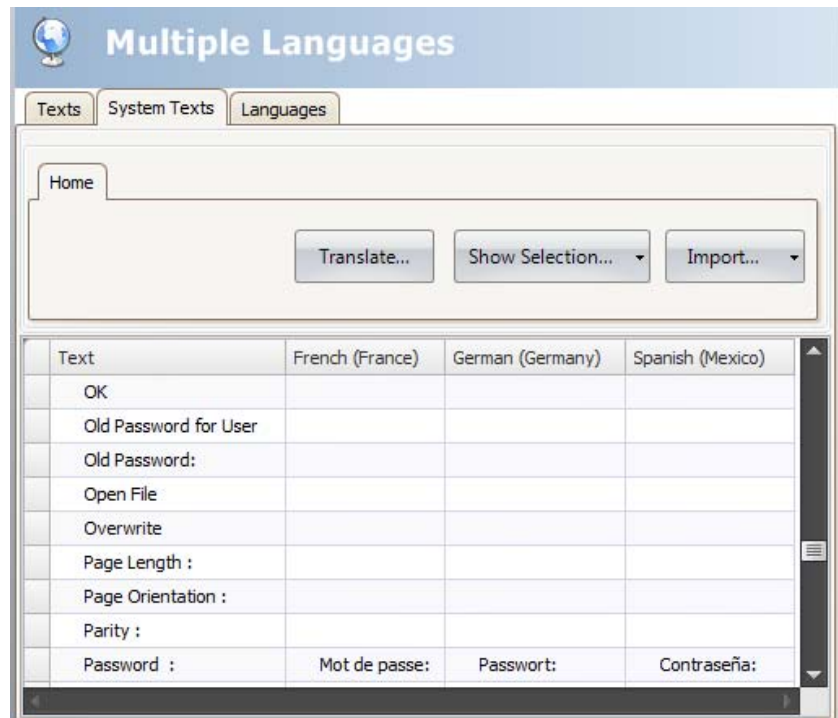 Multiple Languages
Texts System Texts Languages
Home
Translate... Show Selection... Import...
Text French (France) German (Germany) Spanish (Mexico)
OK
Old Password for User
Old Password:
Open File
Overwrite
Page Length :
Page Orientation :
Parity :
Password : Mot de passe: Passwort: Contraseña: